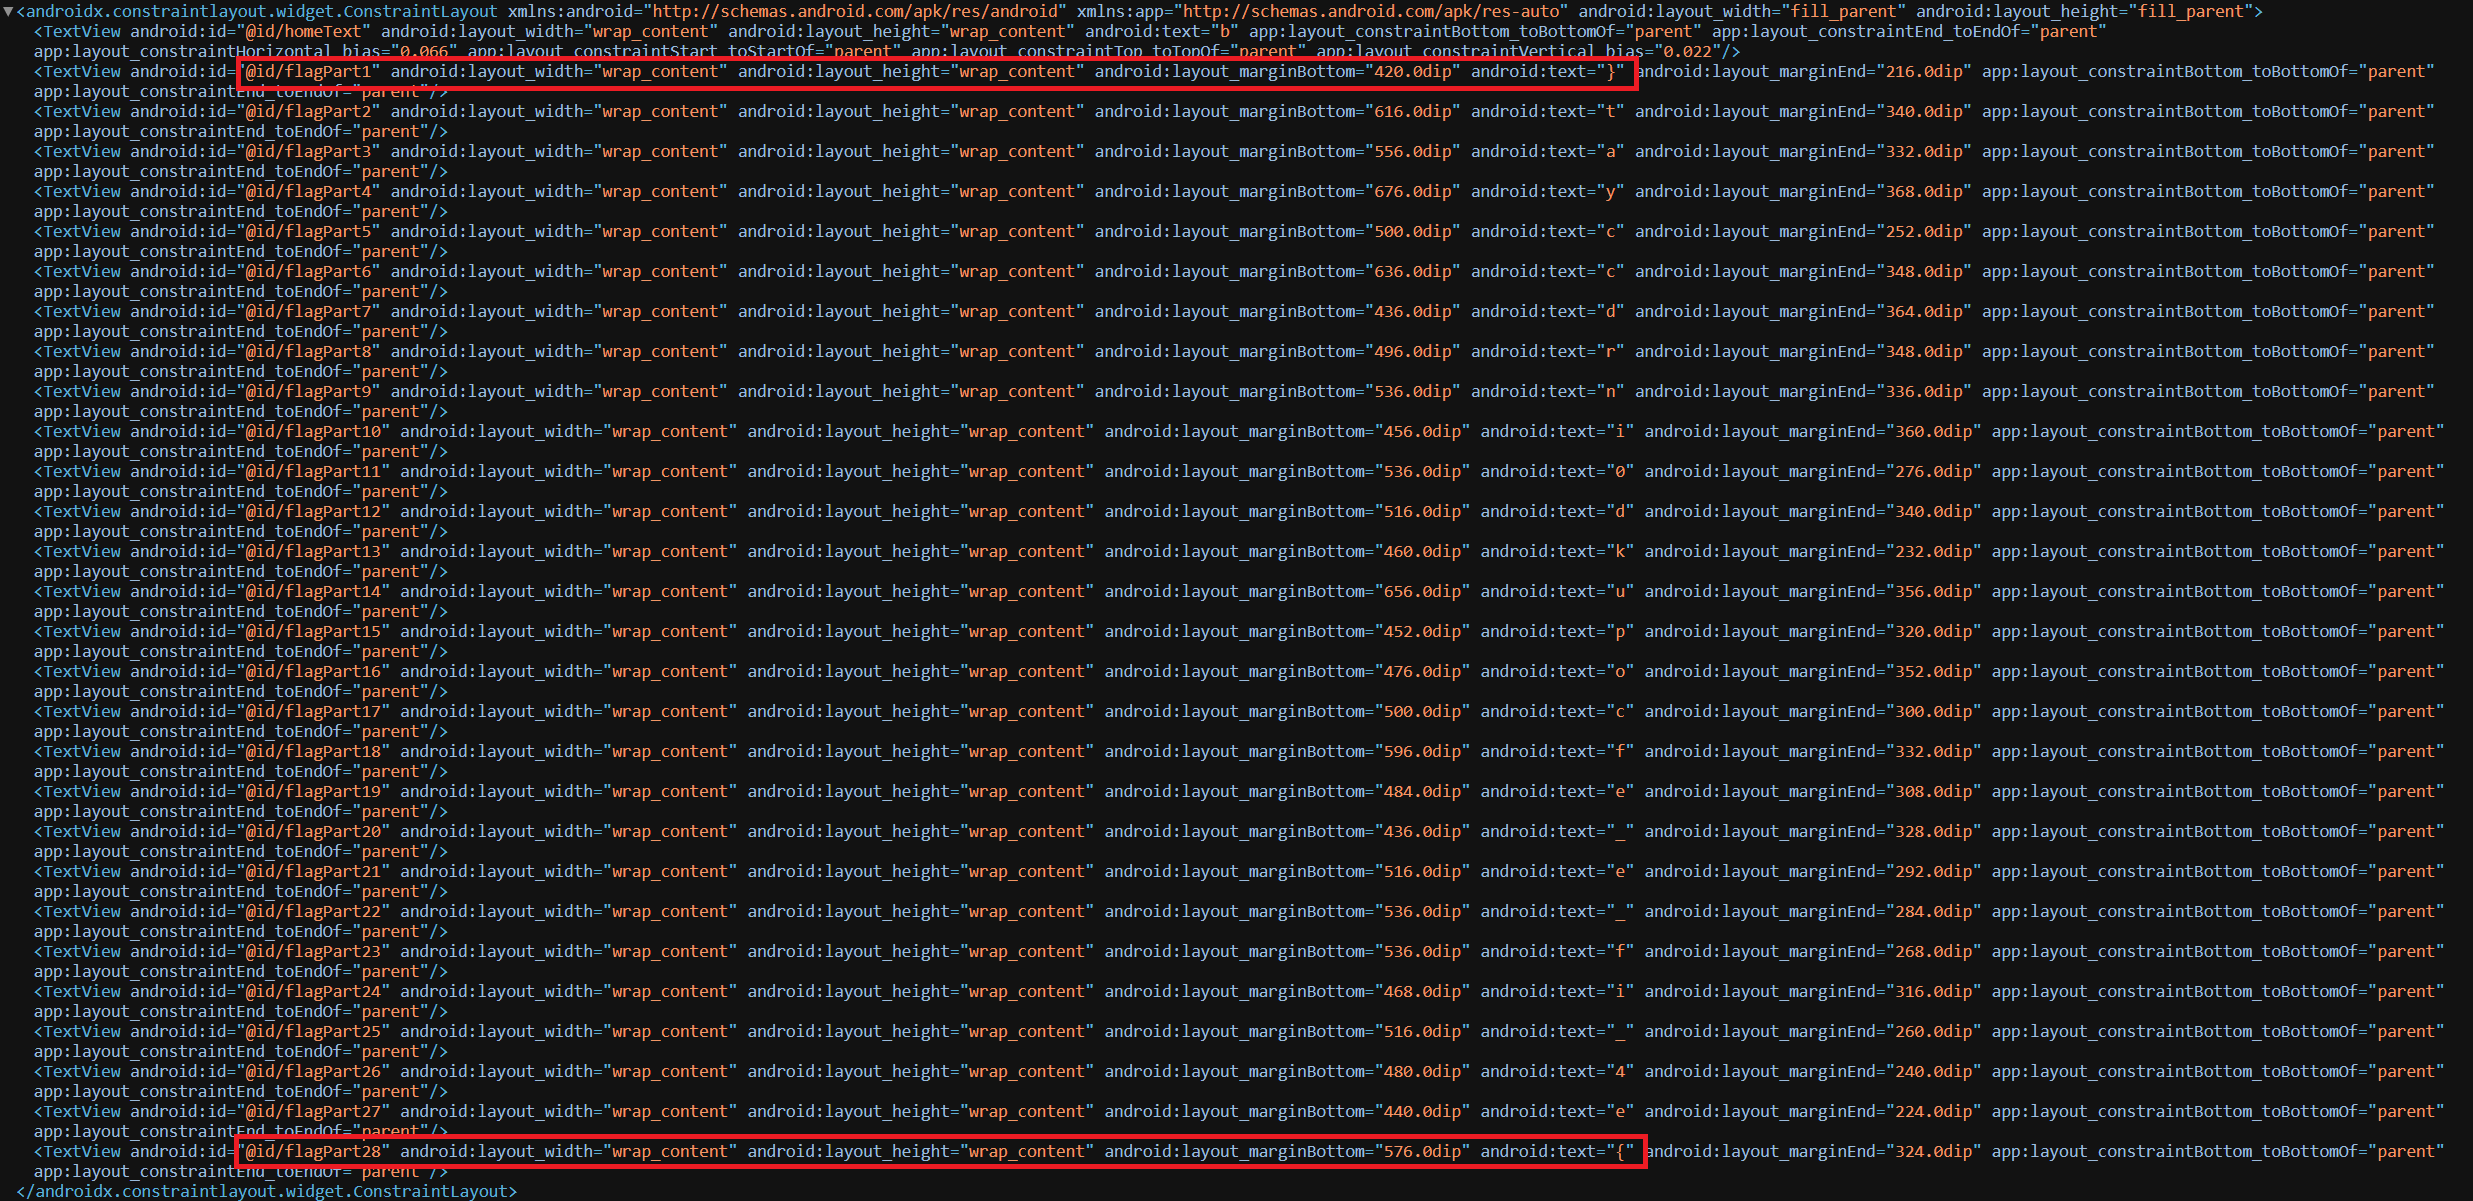 ▼<androidx.constraintlayout.widget.ConstraintLayout xmlns:android="http://schemas.android.com/apk/res/android" xmlns:app="http://schemas.android.com/apk/res-auto" android:layout_width="fill_parent" android:layout_height="fill_parent">
<TextView android:id="@id/homeText" android:layout_width="wrap_content" android:layout_height="wrap_content" android:text="b" app:layout_constraintBottom_toBottomOf="parent" app:layout_constraintEnd_toEndOf="parent"
app:layout_constraintHorizontal_bias="0.066" app:layout_constraintStart_toStartOf="parent" app:layout_constraintTop_toTopOf="parent" app:layout_constraintVertical_bias="0.022"/>
<TextView android:id="@id/flagPart1" android:layout_width="wrap_content" android:layout_height="wrap_content" android:layout_marginBottom="420.0dip" android:text="}" android:layout_marginEnd="216.0dip" app:layout_constraintBottom_toBottomOf="parent"
app:layout_constraintEnd_toEndOf="parent"/>
<TextView android:id="@id/flagPart2" android:layout_width="wrap_content" android:layout_height="wrap_content" android:layout_marginBottom="616.0dip" android:text="t" android:layout_marginEnd="340.0dip" app:layout_constraintBottom_toBottomOf="parent"
app:layout_constraintEnd_toEndOf="parent"/>
<TextView android:id="@id/flagPart3" android:layout_width="wrap_content" android:layout_height="wrap_content" android:layout_marginBottom="556.0dip" android:text="a" android:layout_marginEnd="332.0dip" app:layout_constraintBottom_toBottomOf="parent"
app:layout_constraintEnd_toEndOf="parent"/>
<TextView android:id="@id/flagPart4" android:layout_width="wrap_content" android:layout_height="wrap_content" android:layout_marginBottom="676.0dip" android:text="y" android:layout_marginEnd="368.0dip" app:layout_constraintBottom_toBottomOf="parent"
app:layout_constraintEnd_toEndOf="parent"/>
<TextView android:id="@id/flagPart5" android:layout_width="wrap_content" android:layout_height="wrap_content" android:layout_marginBottom="500.0dip" android:text="c" android:layout_marginEnd="252.0dip" app:layout_constraintBottom_toBottomOf="parent"
app:layout_constraintEnd_toEndOf="parent"/>
<TextView android:id="@id/flagPart6" android:layout_width="wrap_content" android:layout_height="wrap_content" android:layout_marginBottom="636.0dip" android:text="c" android:layout_marginEnd="348.0dip" app:layout_constraintBottom_toBottomOf="parent"
app:layout_constraintEnd_toEndOf="parent"/>
<TextView android:id="@id/flagPart7" android:layout_width="wrap_content" android:layout_height="wrap_content" android:layout_marginBottom="436.0dip" android:text="d" android:layout_marginEnd="364.0dip" app:layout_constraintBottom_toBottomOf="parent"
app:layout_constraintEnd_toEndOf="parent"/>
<TextView android:id="@id/flagPart8" android:layout_width="wrap_content" android:layout_height="wrap_content" android:layout_marginBottom="496.0dip" android:text="r" android:layout_marginEnd="348.0dip" app:layout_constraintBottom_toBottomOf="parent"
app:layout_constraintEnd_toEndOf="parent"/>
<TextView android:id="@id/flagPart9" android:layout_width="wrap_content" android:layout_height="wrap_content" android:layout_marginBottom="536.0dip" android:text="n" android:layout_marginEnd="336.0dip" app:layout_constraintBottom_toBottomOf="parent"
app:layout_constraintEnd_toEndOf="parent"/>
<TextView android:id="@id/flagPart10" android:layout_width="wrap_content" android:layout_height="wrap_content" android:layout_marginBottom="456.0dip" android:text="i" android:layout_marginEnd="360.0dip" app:layout_constraintBottom_toBottomOf="parent"
app:layout_constraintEnd_toEndOf="parent"/>
<TextView android:id="@id/flagPart11" android:layout_width="wrap_content" android:layout_height="wrap_content" android:layout_marginBottom="536.0dip" android:text="0" android:layout_marginEnd="276.0dip" app:layout_constraintBottom_toBottomOf="parent"
app:layout_constraintEnd_toEndOf="parent"/>
<TextView android:id="@id/flagPart12" android:layout_width="wrap_content" android:layout_height="wrap_content" android:layout_marginBottom="516.0dip" android:text="d" android:layout_marginEnd="340.0dip" app:layout_constraintBottom_toBottomOf="parent"
app:layout_constraintEnd_toEndOf="parent"/>
<TextView android:id="@id/flagPart13" android:layout_width="wrap_content" android:layout_height="wrap_content" android:layout_marginBottom="460.0dip" android:text="k" android:layout_marginEnd="232.0dip" app:layout_constraintBottom_toBottomOf="parent"
app:layout_constraintEnd_toEndOf="parent"/>
<TextView android:id="@id/flagPart14" android:layout_width="wrap_content" android:layout_height="wrap_content" android:layout_marginBottom="656.0dip" android:text="u" android:layout_marginEnd="356.0dip" app:layout_constraintBottom_toBottomOf="parent"
app:layout_constraintEnd_toEndOf="parent"/>
<TextView android:id="@id/flagPart15" android:layout_width="wrap_content" android:layout_height="wrap_content" android:layout_marginBottom="452.0dip" android:text="p" android:layout_marginEnd="320.0dip" app:layout_constraintBottom_toBottomOf="parent"
app:layout_constraintEnd_toEndOf="parent"/>
<TextView android:id="@id/flagPart16" android:layout_width="wrap_content" android:layout_height="wrap_content" android:layout_marginBottom="476.0dip" android:text="o" android:layout_marginEnd="352.0dip" app:layout_constraintBottom_toBottomOf="parent"
app:layout_constraintEnd_toEndOf="parent"/>
<TextView android:id="@id/flagPart17" android:layout_width="wrap_content" android:layout_height="wrap_content" android:layout_marginBottom="500.0dip" android:text="c" android:layout_marginEnd="300.0dip" app:layout_constraintBottom_toBottomOf="parent"
app:layout_constraintEnd_toEndOf="parent"/>
<TextView android:id="@id/flagPart18" android:layout_width="wrap_content" android:layout_height="wrap_content" android:layout_marginBottom="596.0dip" android:text="f" android:layout_marginEnd="332.0dip" app:layout_constraintBottom_toBottomOf="parent"
app:layout_constraintEnd_toEndOf="parent"/>
<TextView android:id="@id/flagPart19" android:layout_width="wrap_content" android:layout_height="wrap_content" android:layout_marginBottom="484.0dip" android:text="e" android:layout_marginEnd="308.0dip" app:layout_constraintBottom_toBottomOf="parent"
app:layout_constraintEnd_toEndOf="parent"/>
<TextView android:id="@id/flagPart20" android:layout_width="wrap_content" android:layout_height="wrap_content" android:layout_marginBottom="436.0dip" android:text="_" android:layout_marginEnd="328.0dip" app:layout_constraintBottom_toBottomOf="parent"
app:layout_constraintEnd_toEndOf="parent"/>
<TextView android:id="@id/flagPart21" android:layout_width="wrap_content" android:layout_height="wrap_content" android:layout_marginBottom="516.0dip" android:text="e" android:layout_marginEnd="292.0dip" app:layout_constraintBottom_toBottomOf="parent"
app:layout_constraintEnd_toEndOf="parent"/>
<TextView android:id="@id/flagPart22" android:layout_width="wrap_content" android:layout_height="wrap_content" android:layout_marginBottom="536.0dip" android:text="_" android:layout_marginEnd="284.0dip" app:layout_constraintBottom_toBottomOf="parent"
app:layout_constraintEnd_toEndOf="parent"/>
<TextView android:id="@id/flagPart23" android:layout_width="wrap_content" android:layout_height="wrap_content" android:layout_marginBottom="536.0dip" android:text="f" android:layout_marginEnd="268.0dip" app:layout_constraintBottom_toBottomOf="parent"
app:layout_constraintEnd_toEndOf="parent"/>
<TextView android:id="@id/flagPart24" android:layout_width="wrap_content" android:layout_height="wrap_content" android:layout_marginBottom="468.0dip" android:text="i" android:layout_marginEnd="316.0dip" app:layout_constraintBottom_toBottomOf="parent"
app:layout_constraintEnd_toEndOf="parent"/>
<TextView android:id="@id/flagPart25" android:layout_width="wrap_content" android:layout_height="wrap_content" android:layout_marginBottom="516.0dip" android:text="_" android:layout_marginEnd="260.0dip" app:layout_constraintBottom_toBottomOf="parent"
app:layout_constraintEnd_toEndOf="parent"/>
<TextView android:id="@id/flagPart26" android:layout_width="wrap_content" android:layout_height="wrap_content" android:layout_marginBottom="480.0dip" android:text="4" android:layout_marginEnd="240.0dip" app:layout_constraintBottom_toBottomOf="parent"
app:layout_constraintEnd_toEndOf="parent"/>
<TextView android:id="@id/flagPart27" android:layout_width="wrap_content" android:layout_height="wrap_content" android:layout_marginBottom="440.0dip" android:text="e" android:layout_marginEnd="224.0dip" app:layout_constraintBottom_toBottomOf="parent"
app:layout_constraintEnd_toEndOf="parent"/>
<TextView android:id="@id/flagPart28" android:layout_width="wrap_content" android:layout_height="wrap_content" android:layout_marginBottom="576.0dip" android:text="{" android:layout_marginEnd="324.0dip" app:layout_constraintBottom_toBottomOf="parent"
app:layout_constraintEnd_toEndOf="parent"/>
</androidx.constraintlayout.widget.ConstraintLayout>